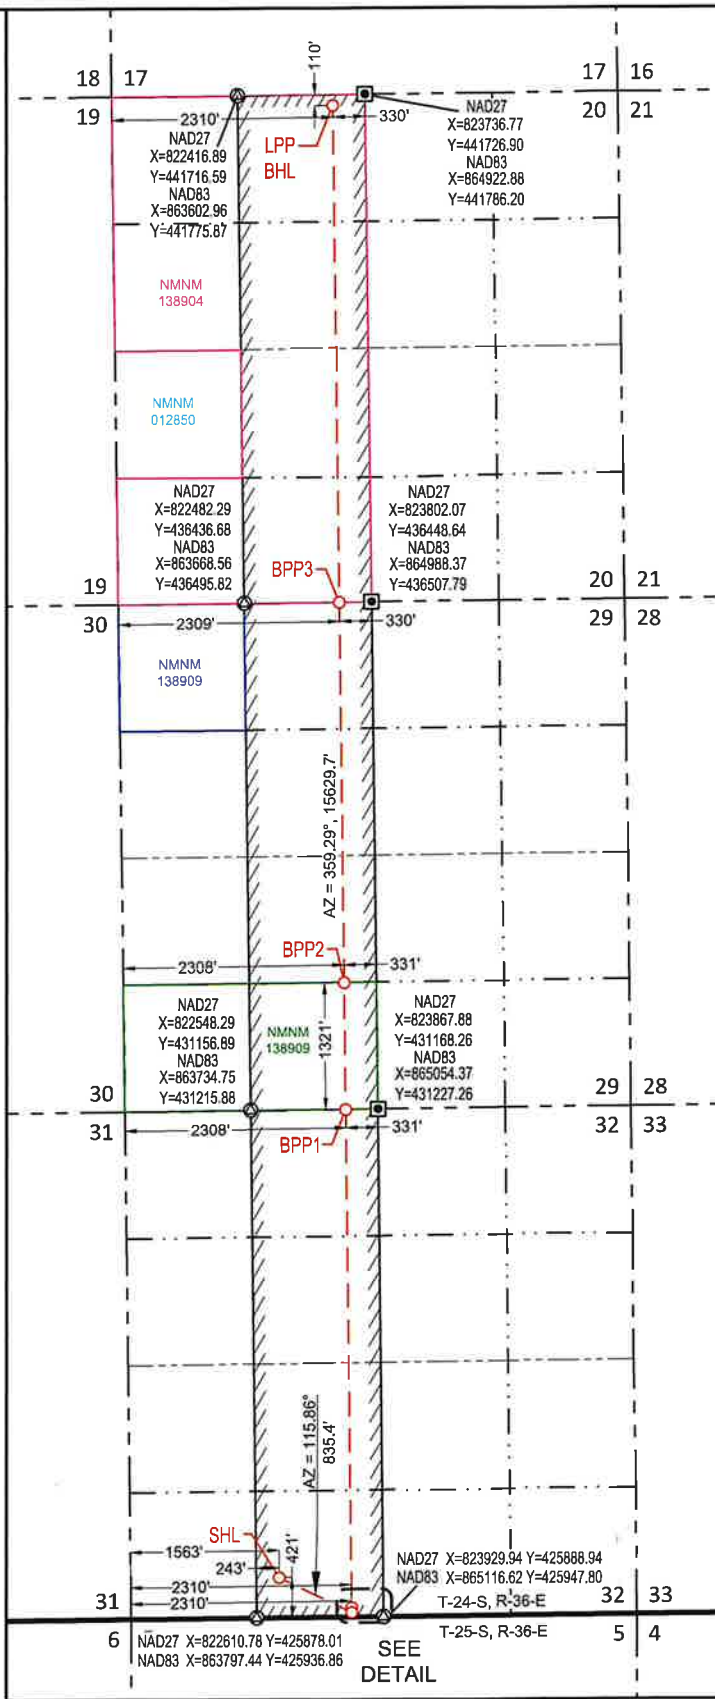 18 17
19
17 16
20 21
110'
2310'
330'
LPP
BHL
NAD27
X=822416.89
Y=441716.59
NAD83
X=863602.96
Y=441775.87
NAD27
X=823736.77
Y=441726.90
NAD83
X=864922.88
Y=441786.20
NMNM
138904
NMNM
012850
NAD27
X=822482.29
Y=436436.68
NAD83
X=863668.56
Y=436495.82
NAD27
X=823802.07
Y=436448.64
NAD83
X=864988.37
Y=436507.79
BPP3
19
30
20 21
29 28
2309'
330'
NMNM
138909
AZ = 359.29°, 15629.7'
BPP2
2308'
331'
NAD27
X=822548.29
Y=431156.89
NAD83
X=863734.75
Y=431215.88
NMNM
138909
1321'
NAD27
X=823867.88
Y=431168.26
NAD83
X=865054.37
Y=431227.26
30
31
29 28
32 33
2308'
331'
BPP1
AZ = 115.86°
835.4'
SHL
1563'
243'
421'
2310'
2310'
NAD27 X=823929.94 Y=425888.94
NAD83 X=865116.62 Y=425947.80
31
32 33
T-24-S, R-36-E
6
NAD27 X=822610.78 Y=425878.01
NAD83 X=863797.44 Y=425936.86
T-25-S, R-36-E
5 4
SEE
DETAIL